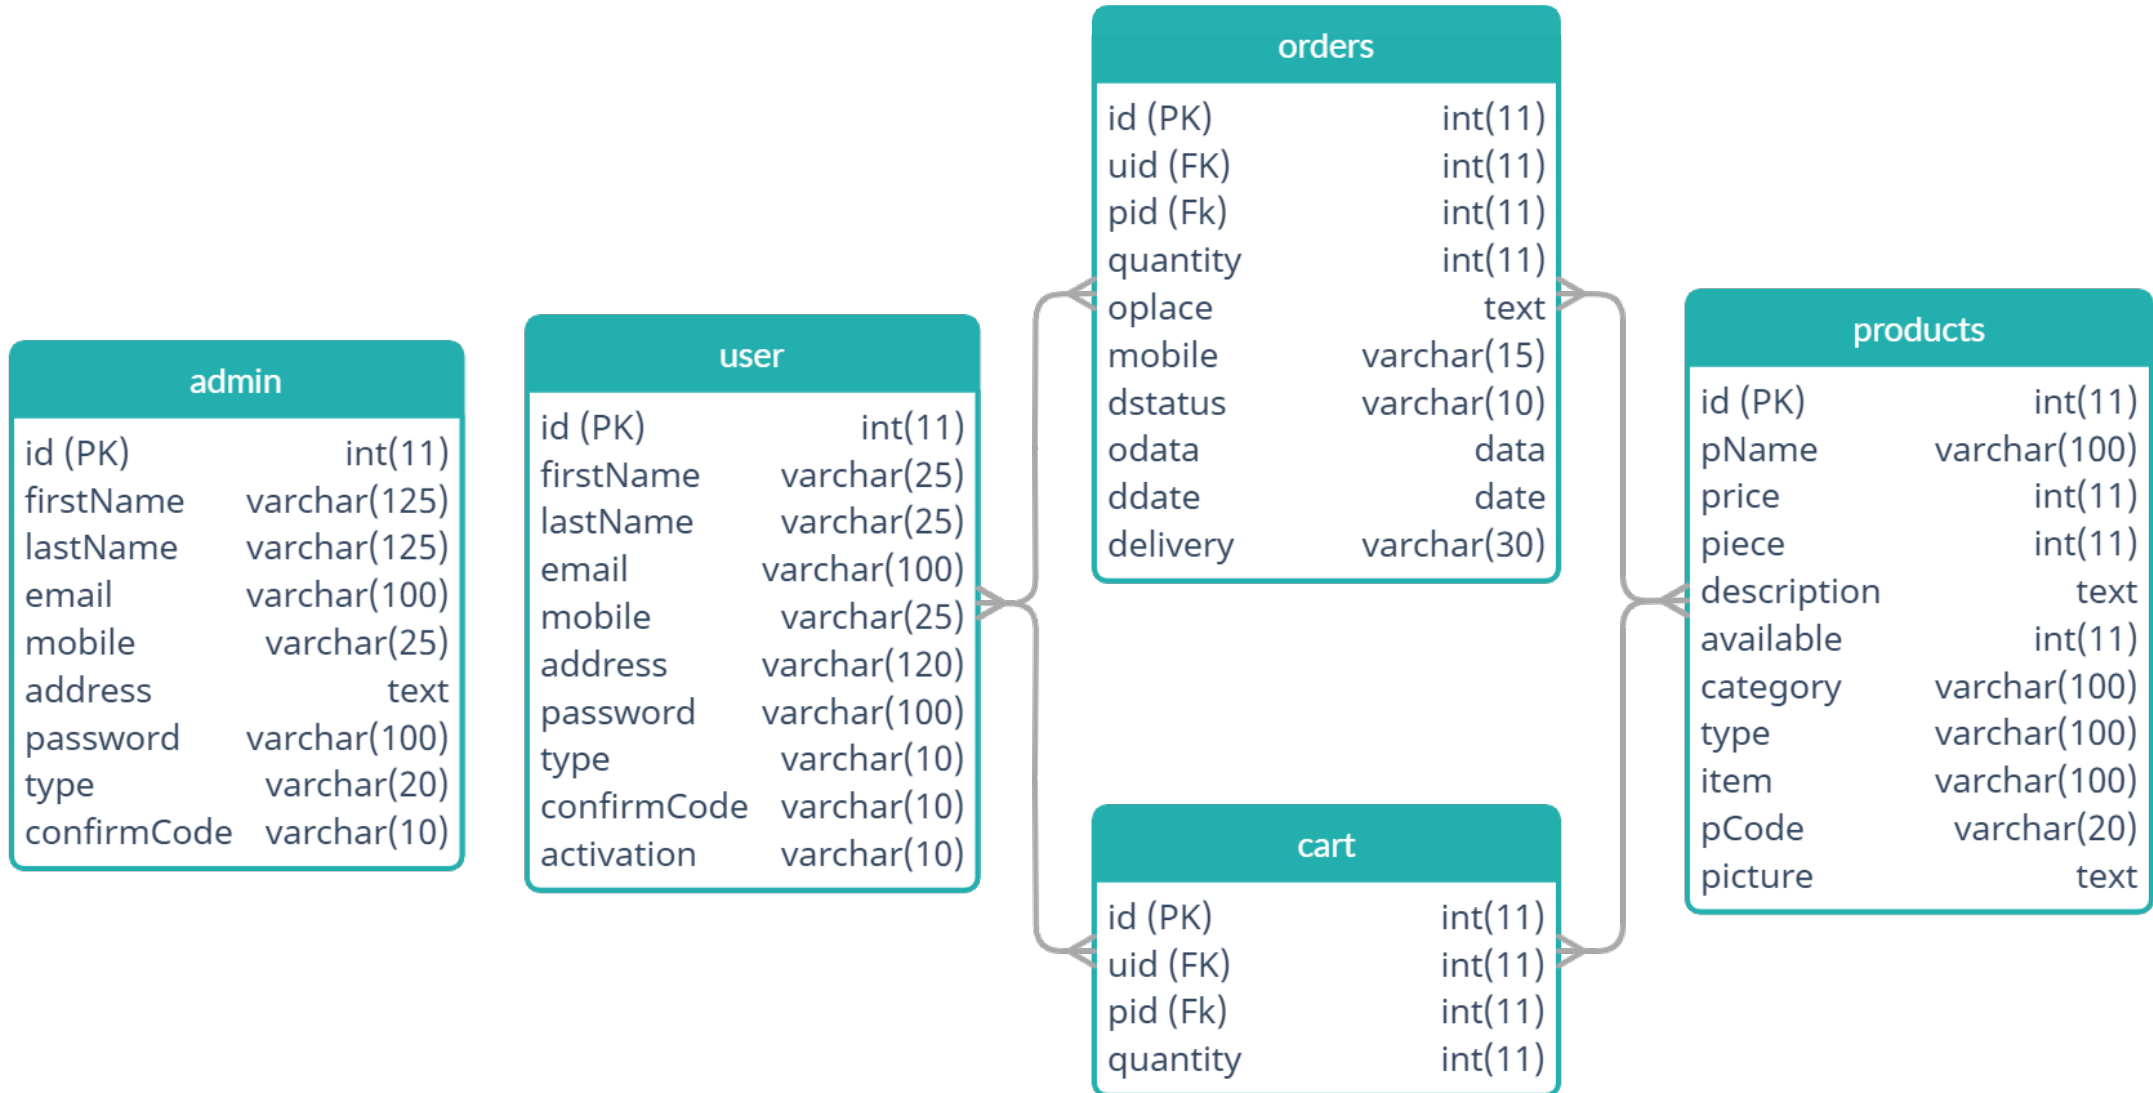 admin
id (PK) int(11)
firstName varchar(125)
lastName varchar(125)
email varchar(100)
mobile varchar(25)
address text
password varchar(100)
type varchar(20)
confirmCode varchar(10)
user
id (PK) int(11)
firstName varchar(25)
lastName varchar(25)
email varchar(100)
mobile varchar(25)
address varchar(120)
password varchar(100)
type varchar(10)
confirmCode varchar(10)
activation varchar(10)
orders
id (PK) int(11)
uid (FK) int(11)
pid (Fk) int(11)
quantity int(11)
oplace text
mobile varchar(15)
dstatus varchar(10)
odata data
ddate date
delivery varchar(30)
cart
id (PK) int(11)
uid (FK) int(11)
pid (Fk) int(11)
quantity int(11)
products
id (PK) int(11)
pName varchar(100)
price int(11)
piece int(11)
description text
available int(11)
category varchar(100)
type varchar(100)
item varchar(100)
pCode varchar(20)
picture text